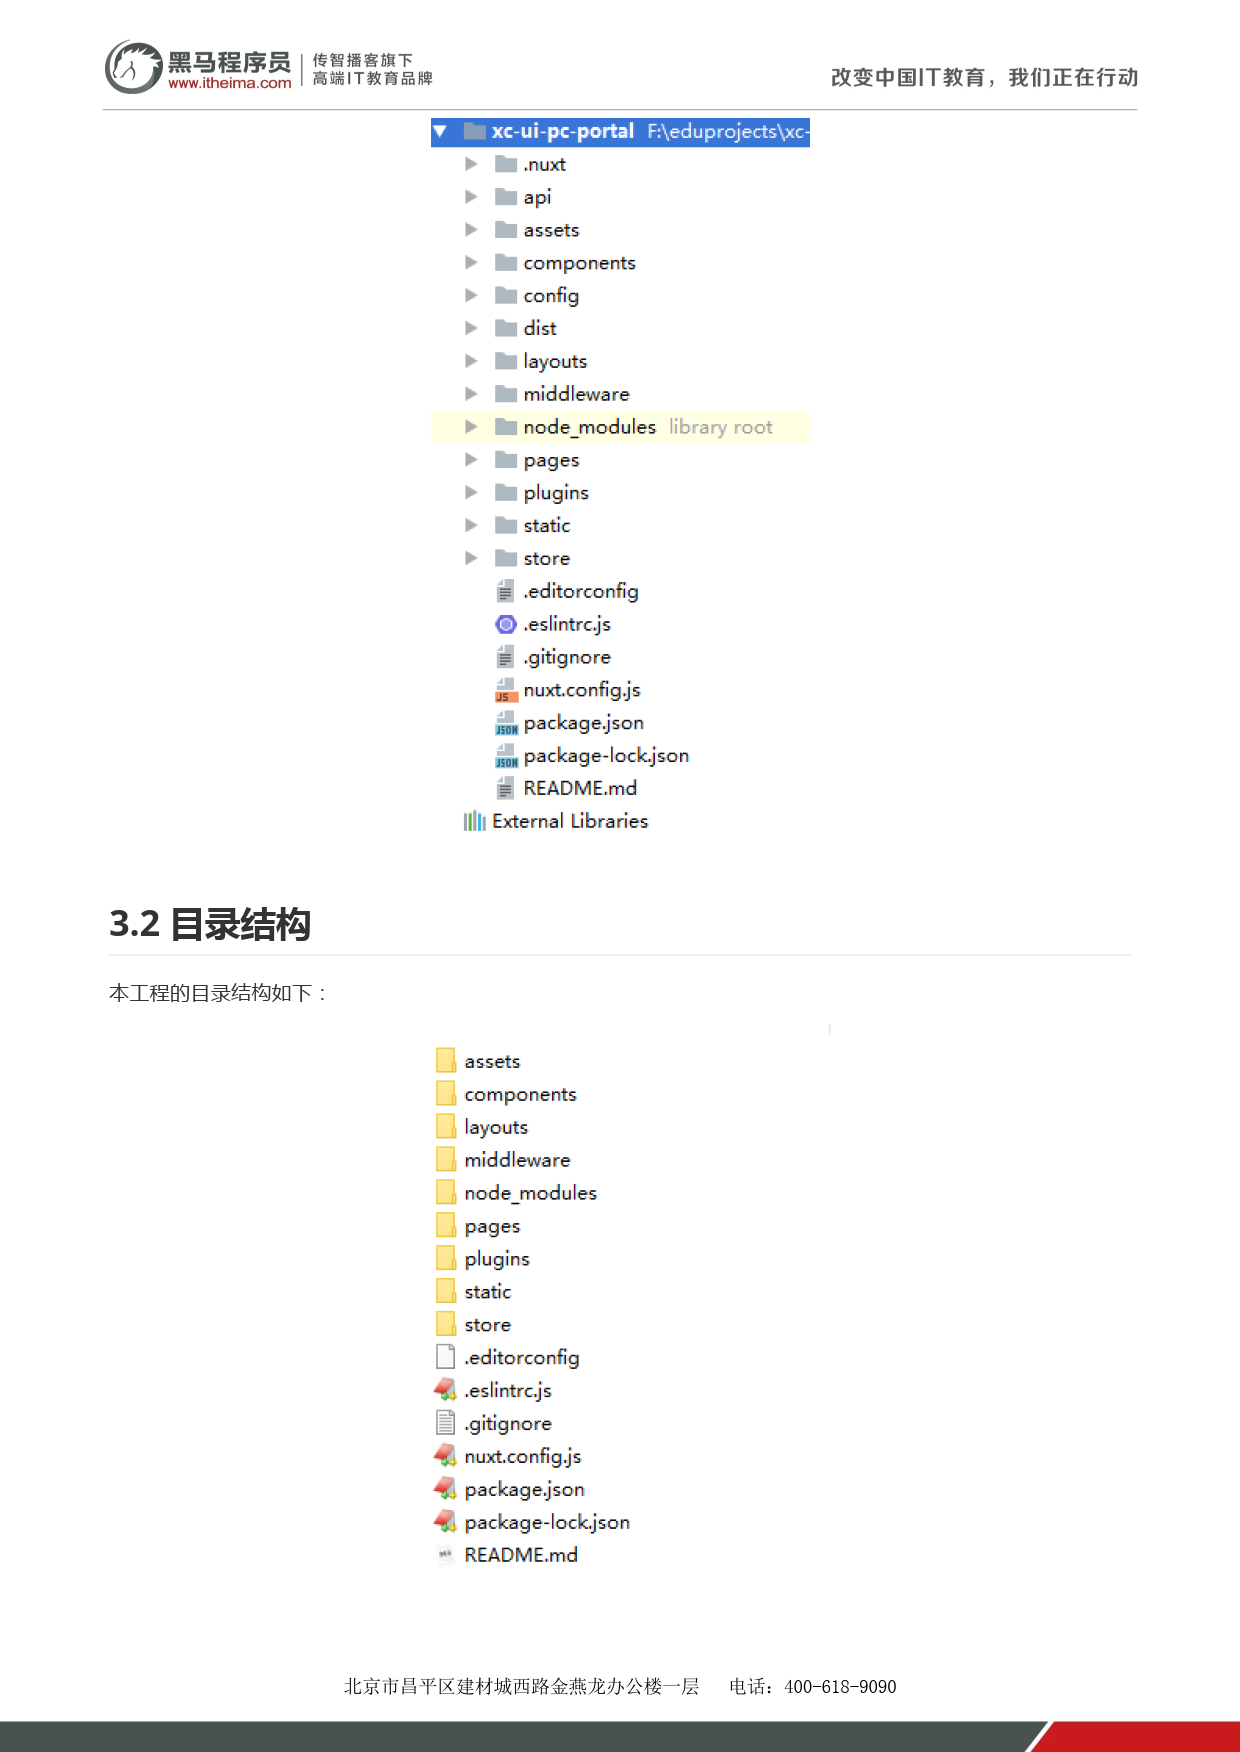 黑马程序员
www.itheima.com
传智播客旗下
高端IT教育品牌
改变中国IT教育，我们正在行动
xc-ui-pc-portal F:\eduprojects\xc-
.nuxt
api
assets
components
config
dist
layouts
middleware
node_modules library root
pages
plugins
static
store
.editorconfig
.eslintrc.js
.gitignore
nuxt.config.js
package.json
package-lock.json
README.md
External Libraries
3.2 目录结构
本工程的目录结构如下：
assets
components
layouts
middleware
node_modules
pages
plugins
static
store
.editorconfig
.eslintrc.js
.gitignore
nuxt.config.js
package.json
package-lock.json
README.md
北京市昌平区建材城西路金燕龙办公楼一层 电话：400-618-9090